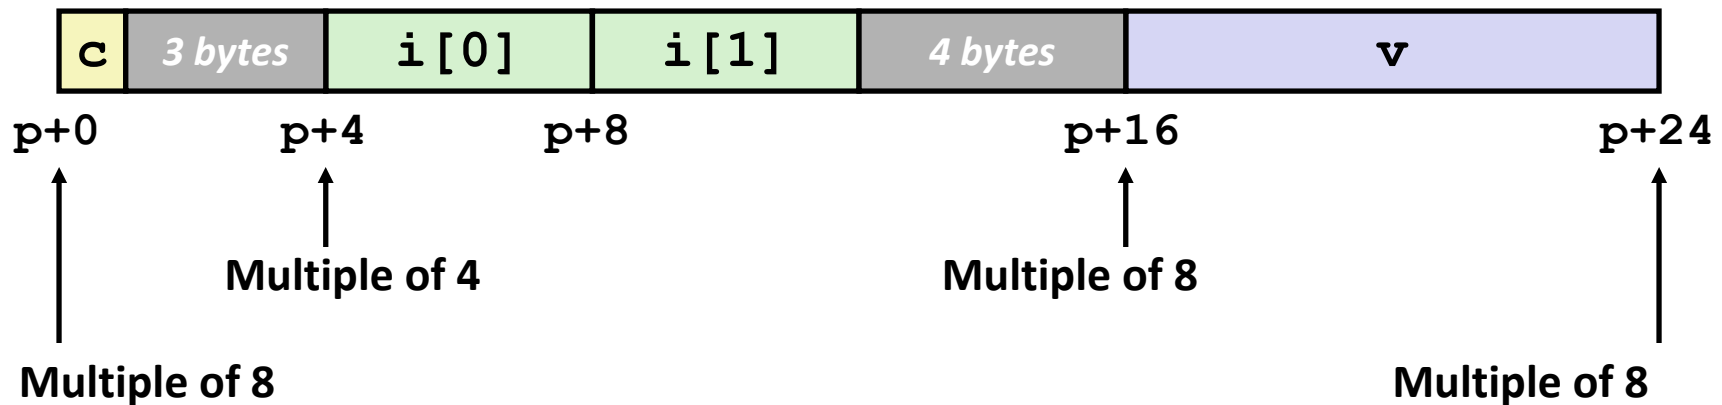 c 3 bytes i[0] i[1] 4 bytes v
p+0 p+4 p+8 p+16 p+24
Multiple of 4 Multiple of 8
Multiple of 8 Multiple of 8